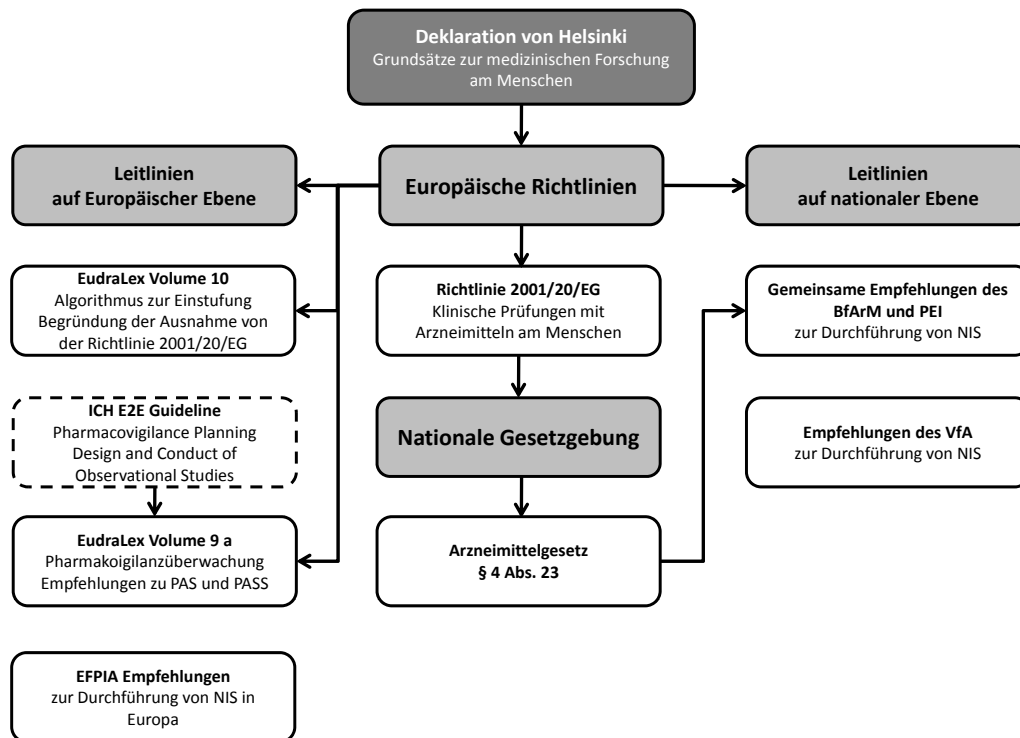 Deklaration von Helsinki
Grundsätze zur medizinischen Forschung
am Menschen
Leitlinien
auf Europäischer Ebene
Europäische Richtlinien
Leitlinien
auf nationaler Ebene
EudraLex Volume 10
Algorithmus zur Einstufung
Begründung der Ausnahme von
der Richtlinie 2001/20/EG
Richtlinie 2001/20/EG
Klinische Prüfungen mit
Arzneimitteln am Menschen
Gemeinsame Empfehlungen des
BfArM und PEI
zur Durchführung von NIS
ICH E2E Guideline
Pharmacovigilance Planning
Design and Conduct of
Observational Studies
Nationale Gesetzgebung
Empfehlungen des VfA
zur Durchführung von NIS
EudraLex Volume 9 a
Pharmakoigilanzüberwachung
Empfehlungen zu PAS und PASS
Arzneimittelgesetz
§ 4 Abs. 23
EFPIA Empfehlungen
zur Durchführung von NIS in
Europa